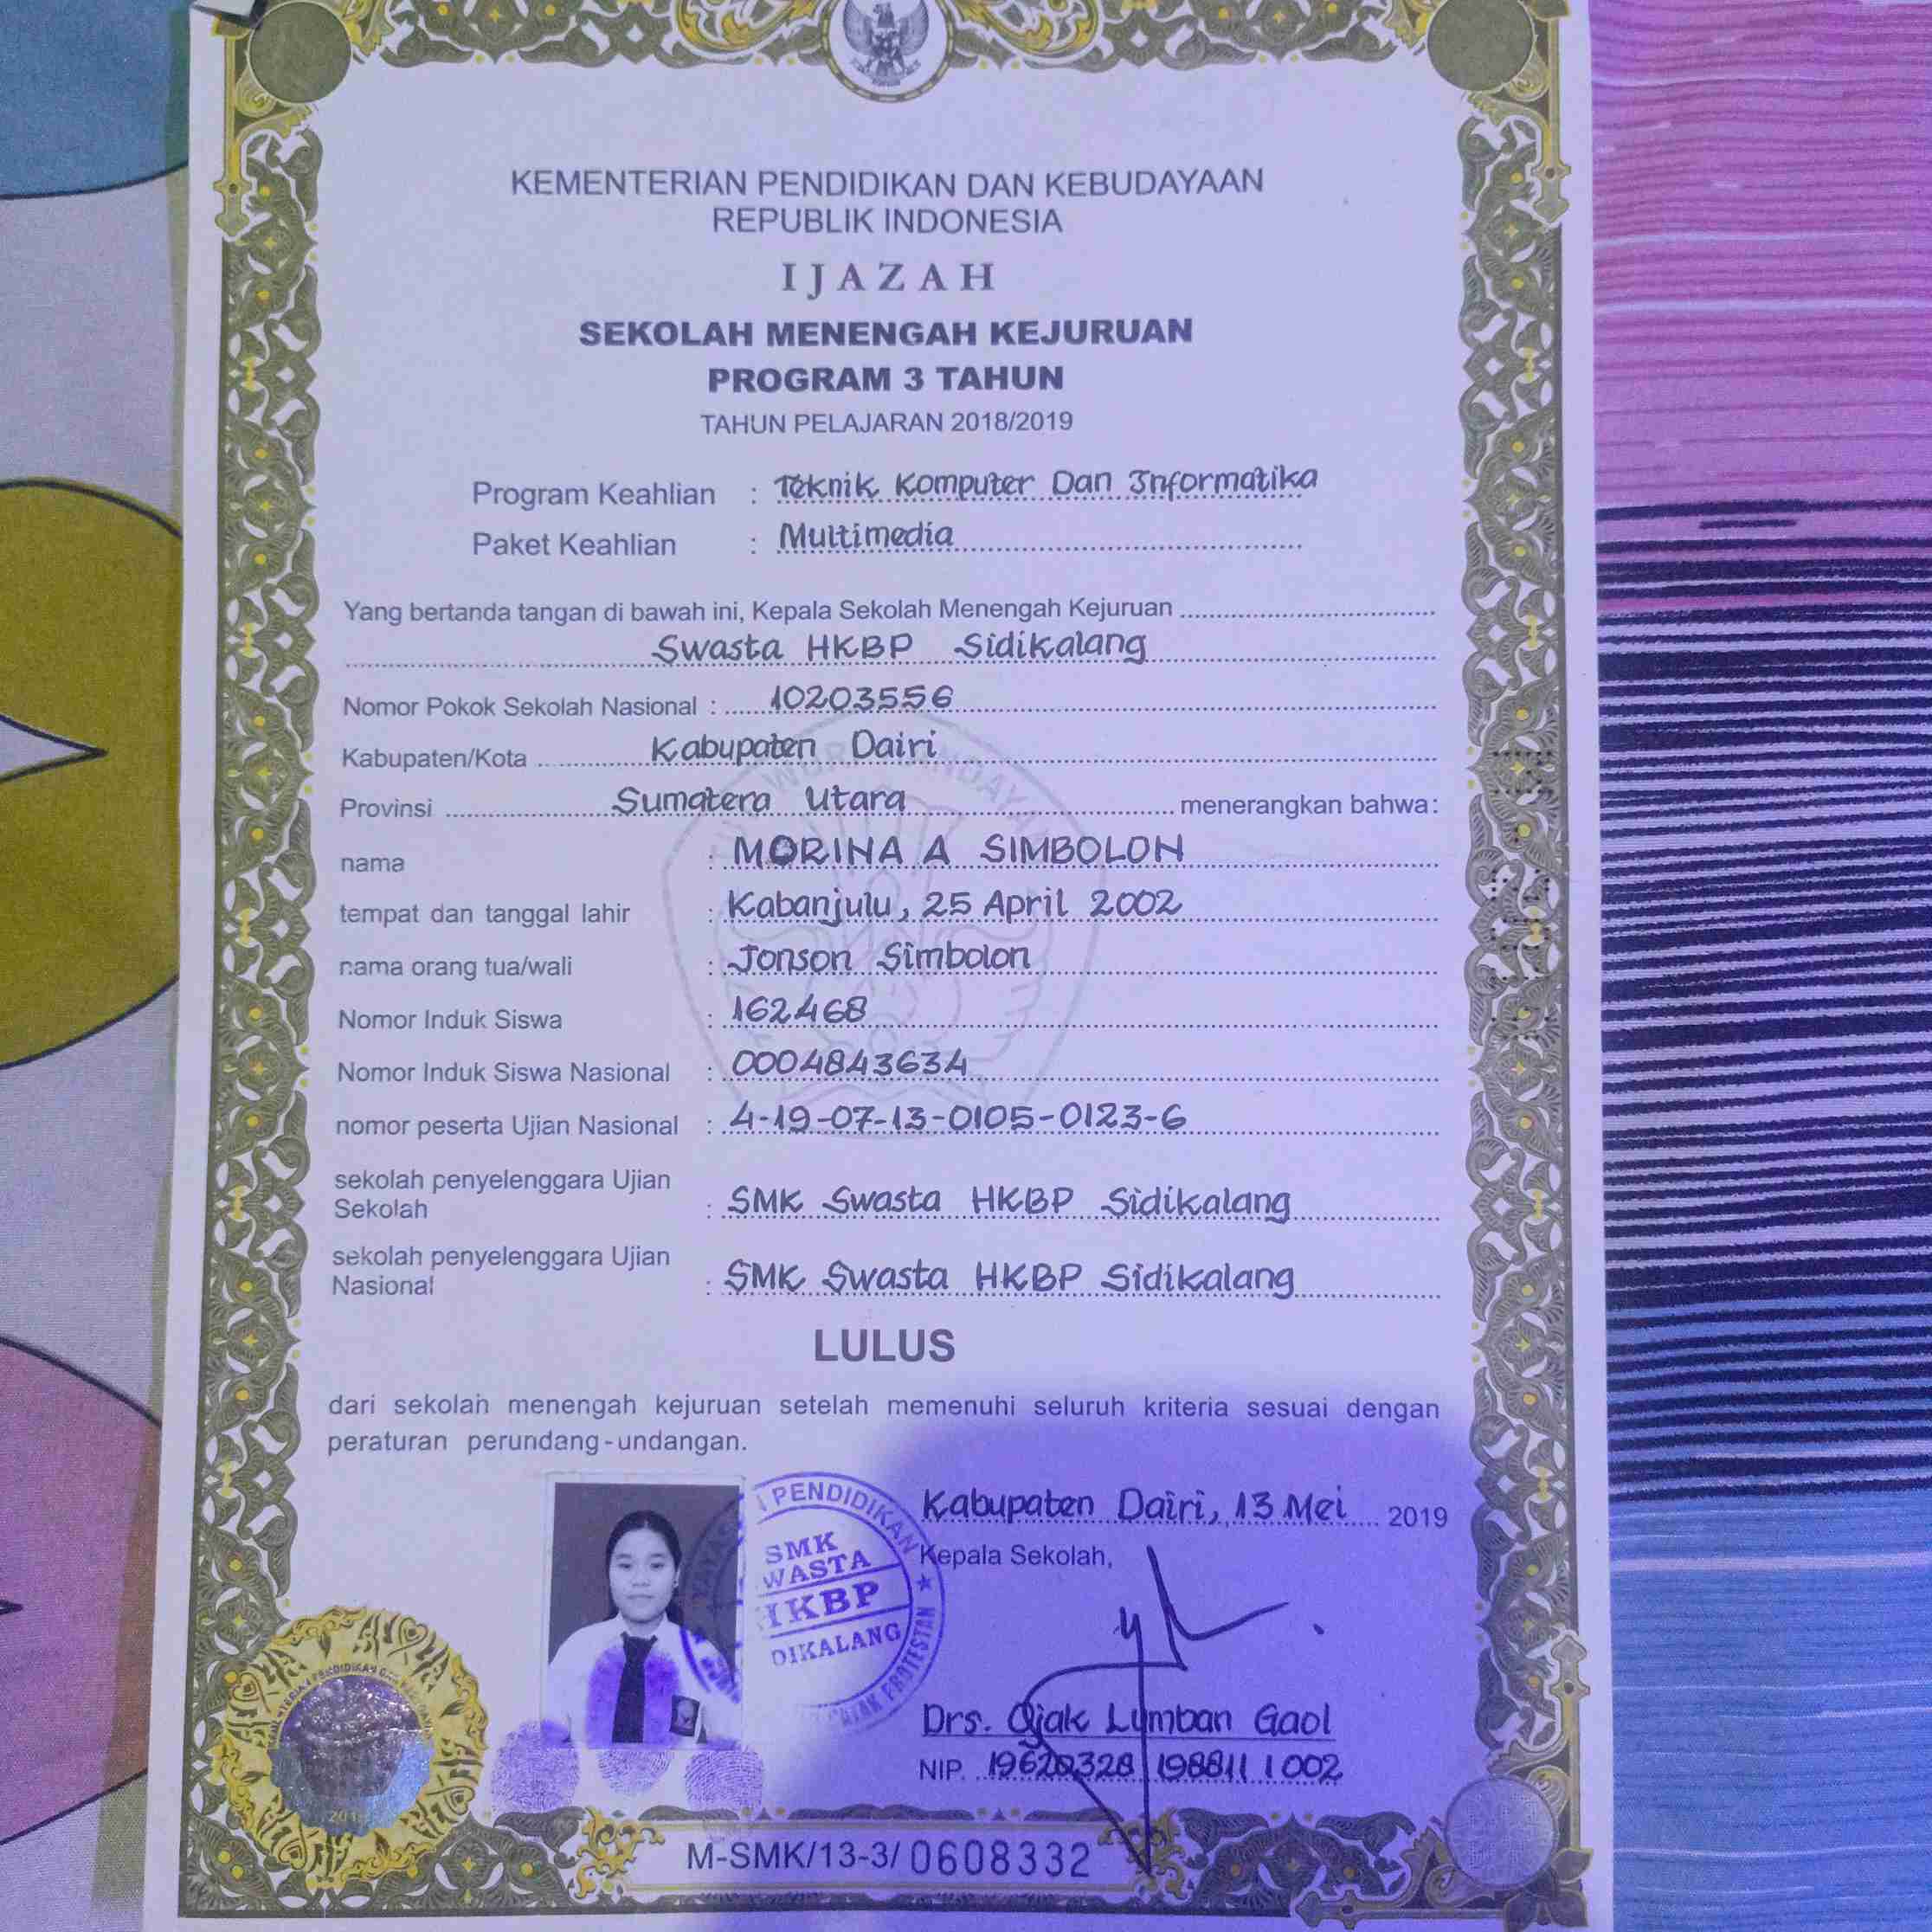 KEMENTERIAN PENDIDIKAN DAN KEBUDAYAAN
REPUBLIK INDONESIA
IJAZAH
SEKOLAH MENENGAH KEJURUAN
PROGRAM 3 TAHUN
TAHUN PELAJARAN 2018/2019
Program Keahlian : Teknik Komputer Dan Informatika
Paket Keahlian : Multimedia
Yang bertanda tangan di bawah ini, Kepala Sekolah Menengah Kejuruan
Swasta HKBP Sidikalang
Nomor Pokok Sekolah Nasional : 10203556
Kabupaten/Kota Kabupaten Dairi
Provinsi Sumatera Utara menerangkan bahwa:
nama : MORINA A SIMBOLON
tempat dan tanggal lahir : Kabanjulu, 25 April 2002
nama orang tua/wali : Jonson Simbolon
Nomor Induk Siswa : 162468
Nomor Induk Siswa Nasional : 0004843634
nomor peserta Ujian Nasional : 4-19-07-13-0105-0123-6
sekolah penyelenggara Ujian
Sekolah : SMK Swasta HKBP Sidikalang
sekolah penyelenggara Ujian
Nasional : SMK Swasta HKBP Sidikalang
LULUS
dari sekolah menengah kejuruan setelah memenuhi seluruh kriteria sesuai dengan
peraturan perundang-undangan.
Kabupaten Dairi, 13 Mei 2019
Kepala Sekolah,
PENDIDIKAN
SMK
WASTA
HKBP
DIKALANG
PROTESTAN
Drs. Ojak Lumban Gaol
NIP. 19620328 198811 1 002
M-SMK/13-3/ 0608332